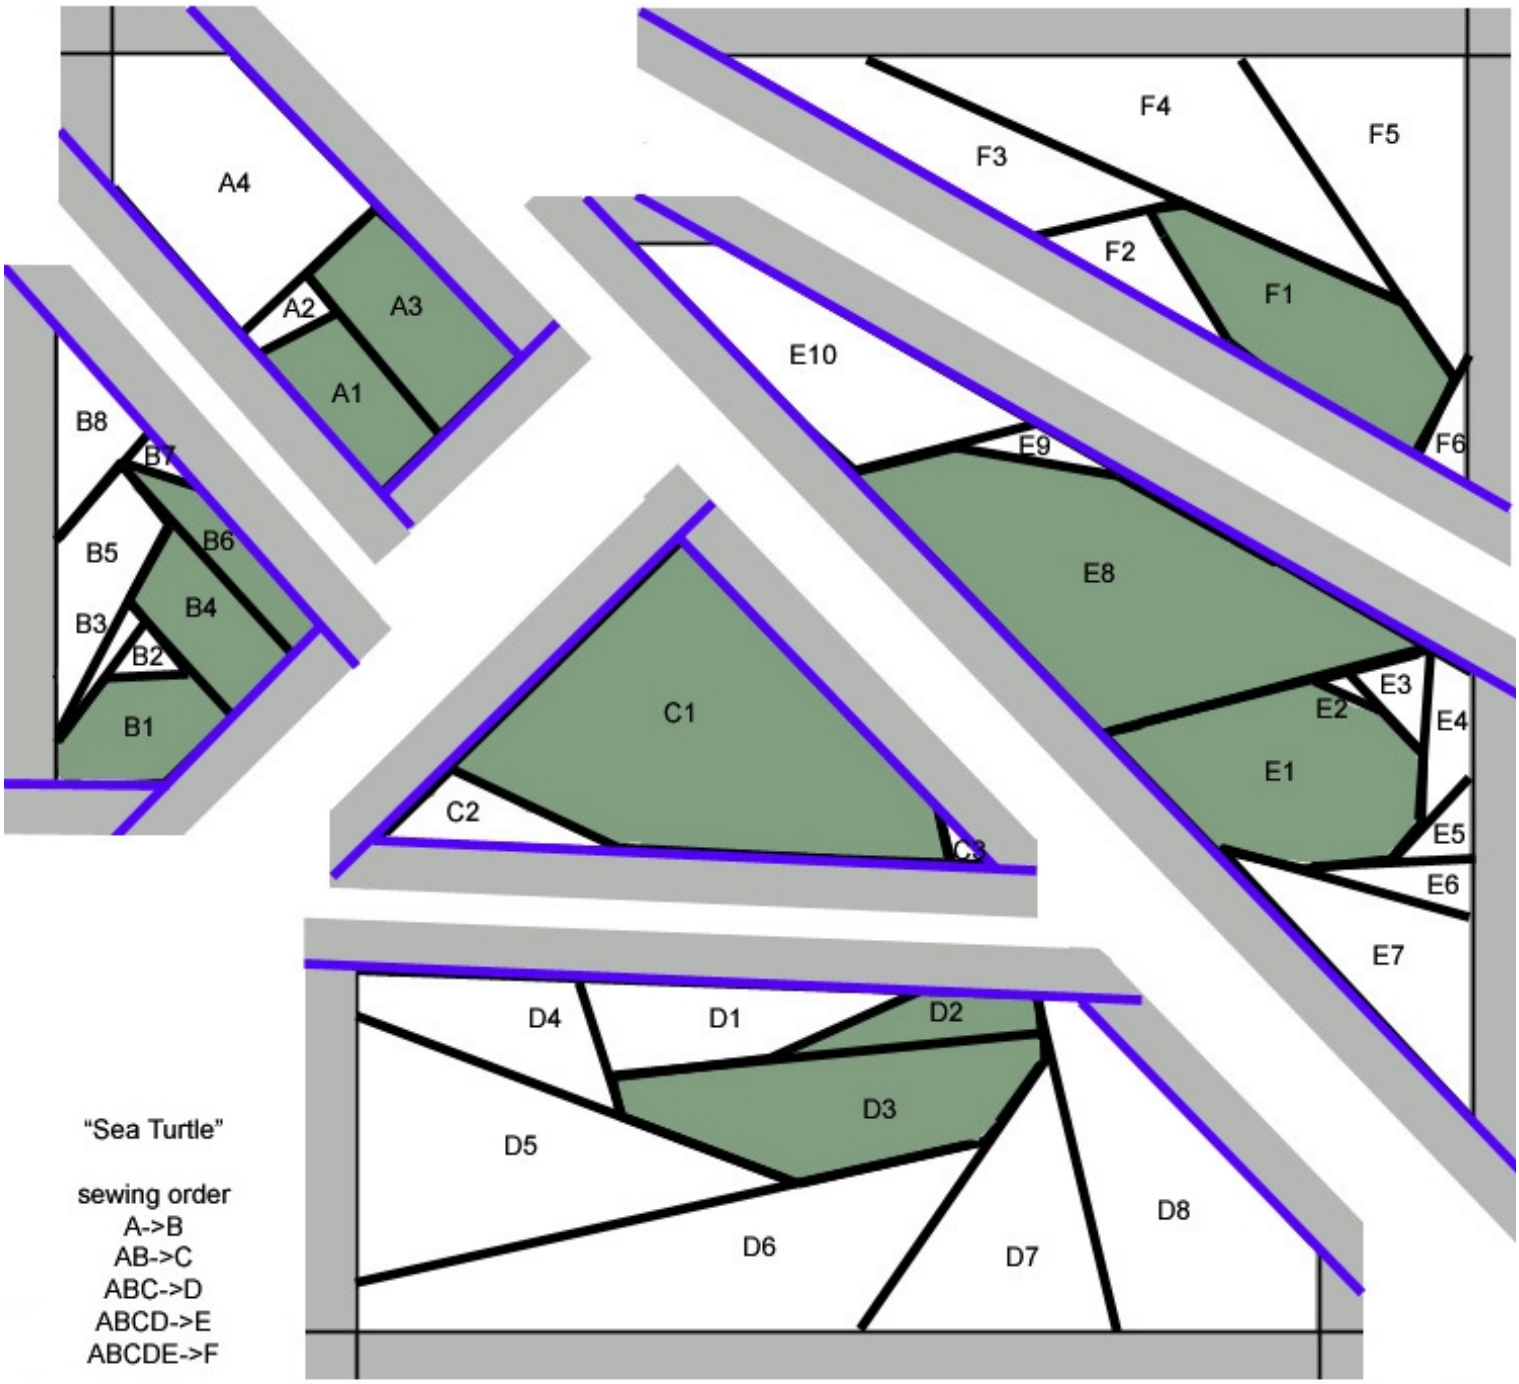 F4
F5
F3
A4
F2
F1
A2
A3
E10
A1
B8
E9
F6
B7
B6
B5
E8
B4
B3
B2
E3
E2
E4
C1
B1
E1
C2
E5
C3
E6
E7
D4
D1
D2
D3
D5
D8
D6
D7
“Sea Turtle”
sewing order
A->B
AB->C
ABC->D
ABCD->E
ABCDE->F